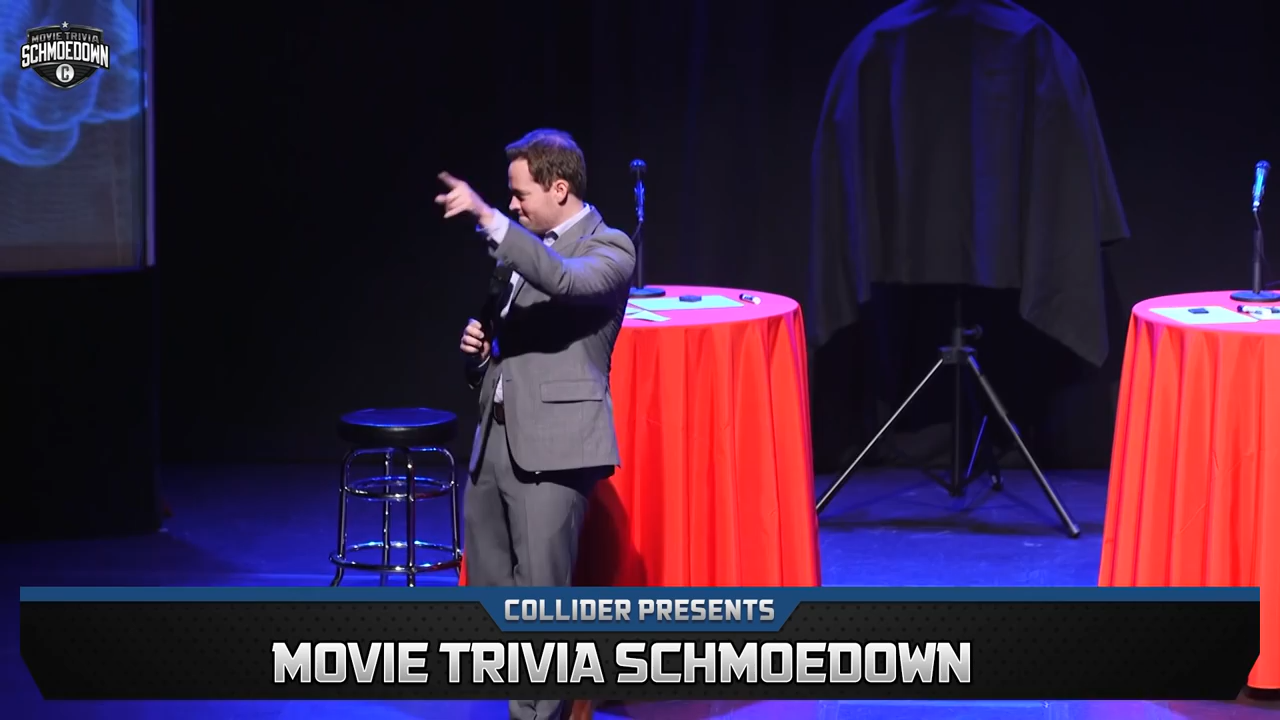 MOVIE TRIVIA
SCHMOEDOWN
C
COLLIDER PRESENTS
MOVIE TRIVIA SCHMOEDOWN